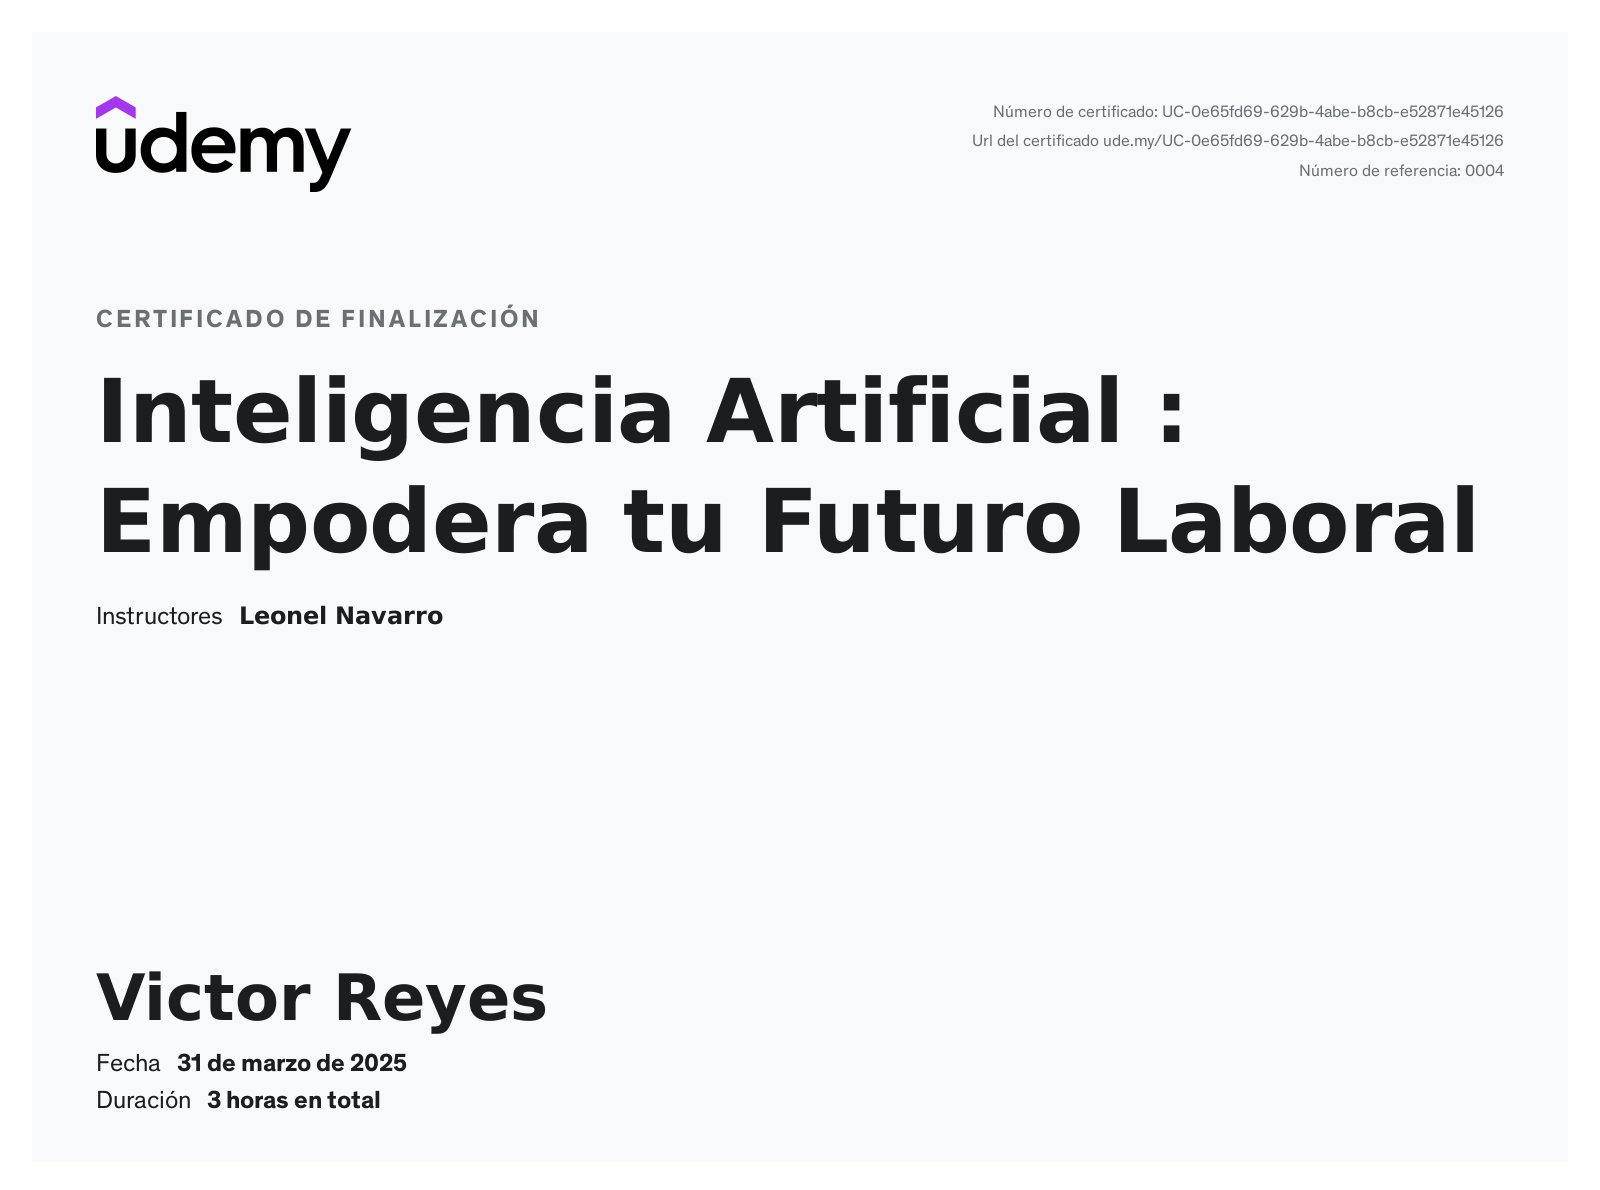 udemy
Número de certificado: UC-0e65fd69-629b-4abe-b8cb-e52871e45126
Url del certificado ude.my/UC-0e65fd69-629b-4abe-b8cb-e52871e45126
Número de referencia: 0004
CERTIFICADO DE FINALIZACIÓN
Inteligencia Artificial :
Empodera tu Futuro Laboral
Instructores Leonel Navarro
Victor Reyes
Fecha 31 de marzo de 2025
Duración 3 horas en total